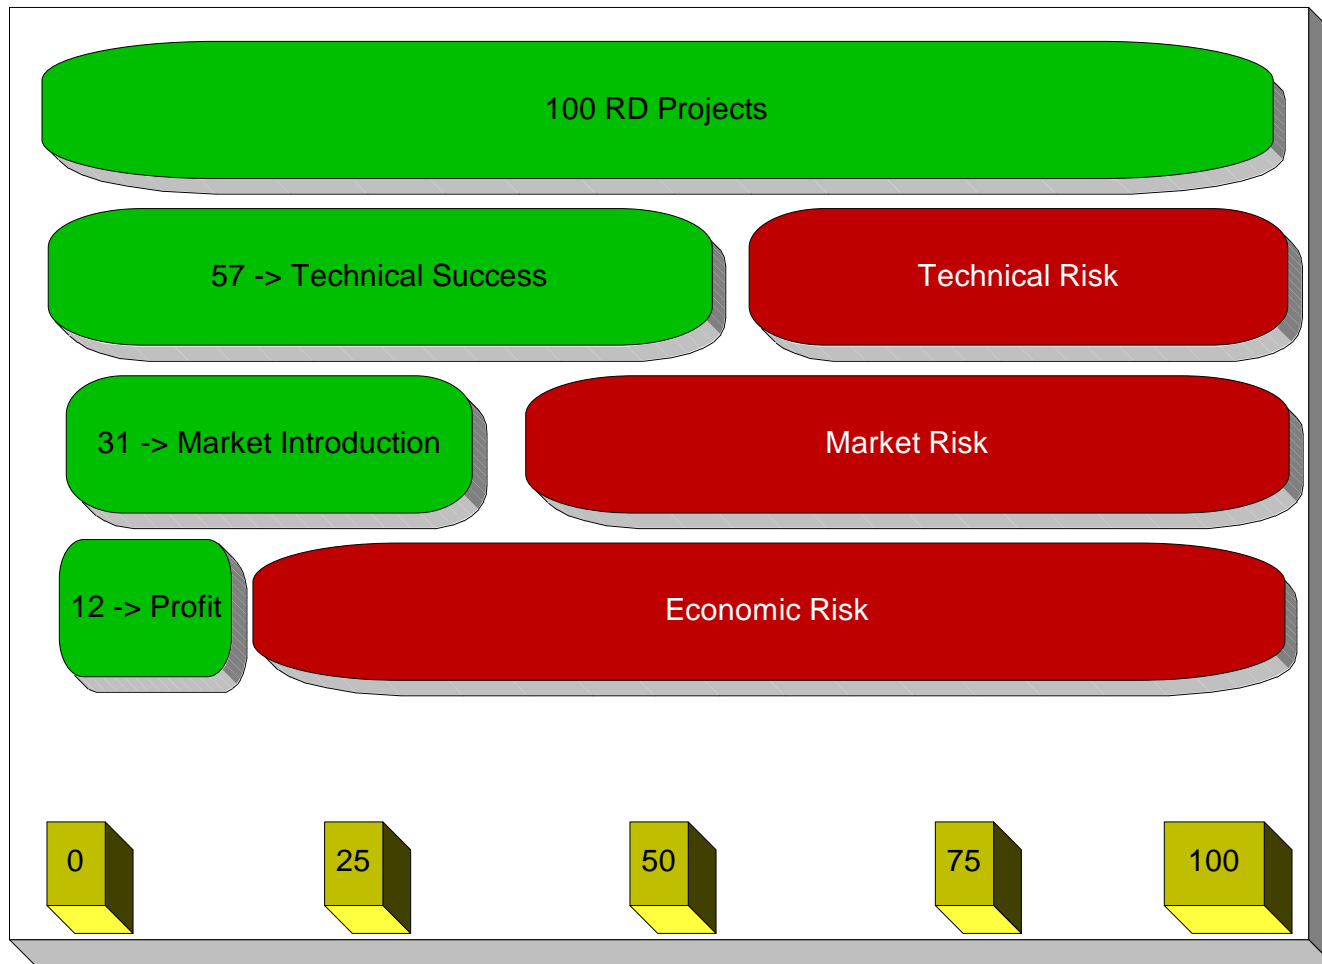 100 RD Projects
57 -> Technical Success
Technical Risk
31 -> Market Introduction
Market Risk
12 -> Profit
Economic Risk
0
25
50
75
100